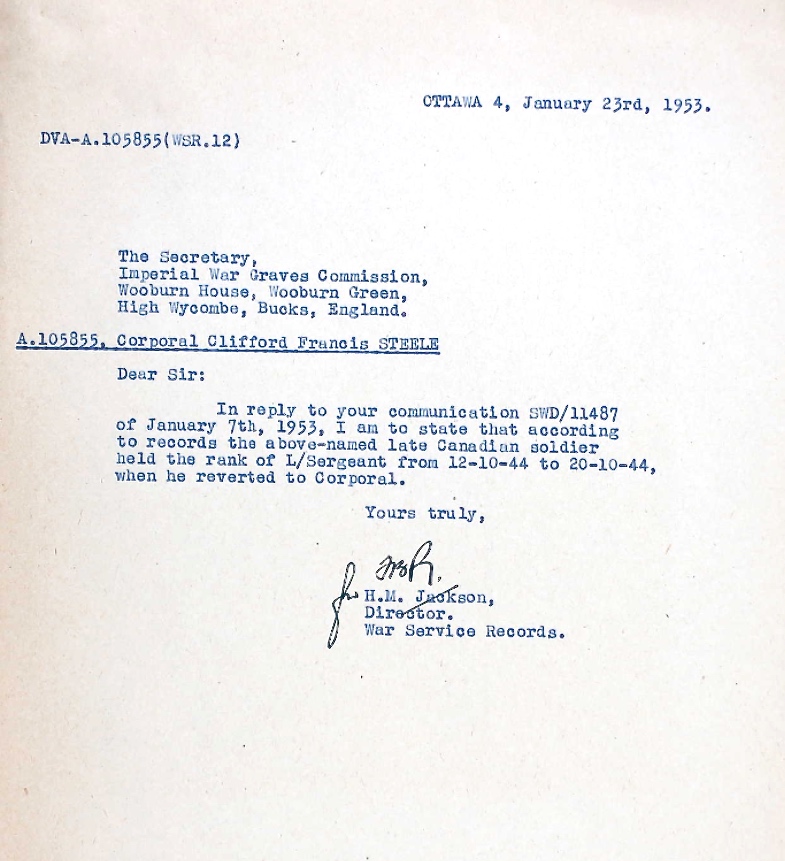 OTTAWA 4, January 23rd, 1953.
DVA-A.105855(WSR.12)
The Secretary,
Imperial War Graves Commission,
Wooburn House, Wooburn Green,
High Wycombe, Bucks, England.
A.105855, Corporal Clifford Francis STEELE
Dear Sir:
In reply to your communication SWD/11487
of January 7th, 1953, I am to state that according
to records the above-named late Canadian soldier
held the rank of L/Sergeant from 12-10-44 to 20-10-44,
when he reverted to Corporal.
Yours truly,
for H.M. Jackson,
Director.
War Service Records.